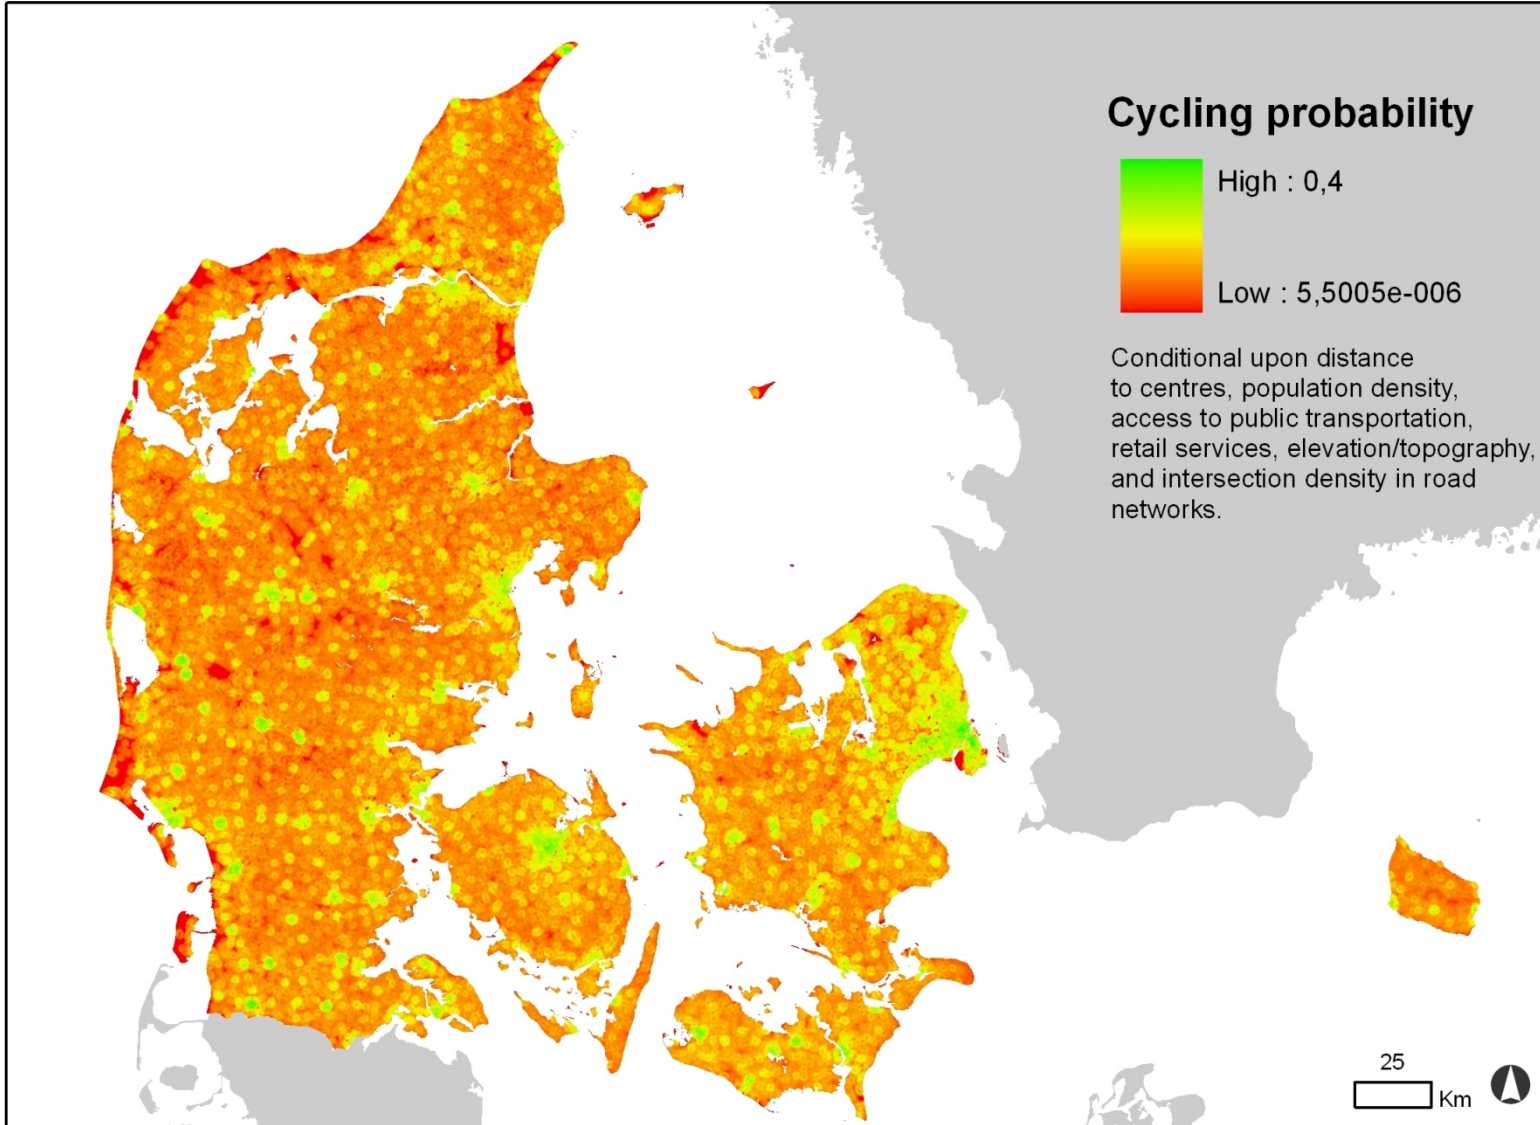 Cycling probability
High : 0,4
Low : 5,5005e-006
Conditional upon distance
to centres, population density,
access to public transportation,
retail services, elevation/topography,
and intersection density in road
networks.
25
Km